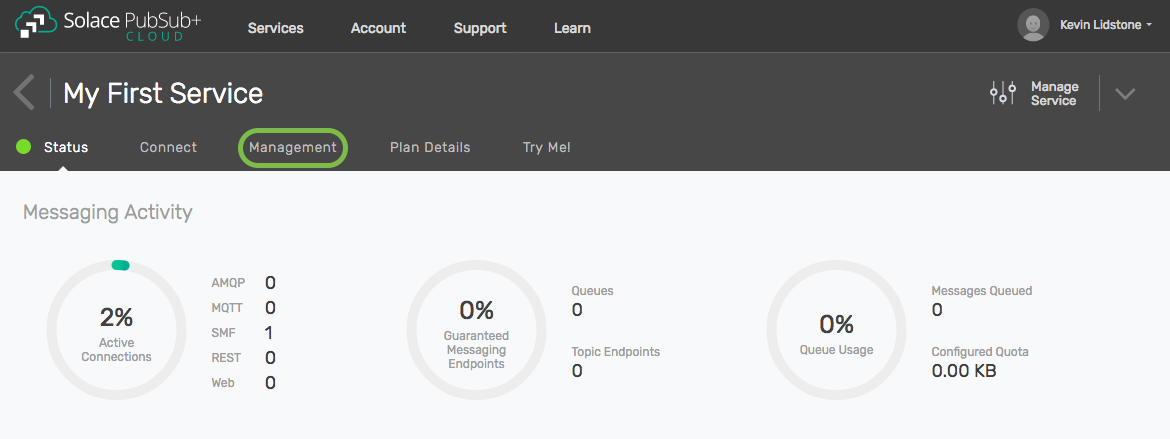 Solace PubSub+
CLOUD
Services Account Support Learn
Kevin Lidstone
My First Service
Manage
Service
Status Connect Management Plan Details Try Me!
Messaging Activity
2%
Active
Connections
AMQP 0
MQTT 0
SMF 1
REST 0
Web 0
0%
Guaranteed
Messaging
Endpoints
Queues
0
Topic Endpoints
0
0%
Queue Usage
Messages Queued
0
Configured Quota
0.00 KB